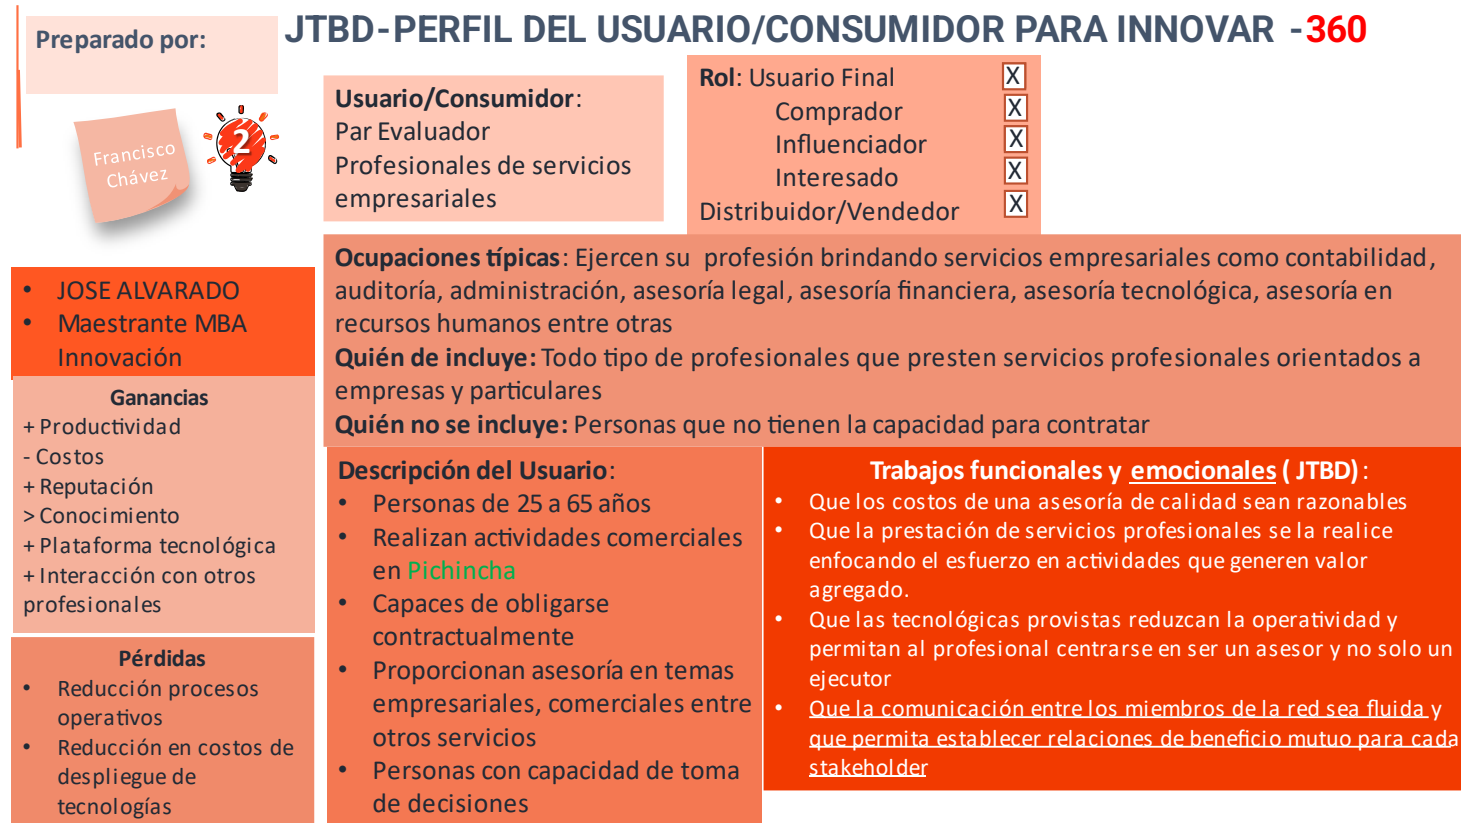 JTBD-PERFIL DEL USUARIO/CONSUMIDOR PARA INNOVAR -360
Preparado por:
Francisco
Chávez
2
Usuario/Consumidor:
Par Evaluador
Profesionales de servicios
empresariales
Rol: Usuario Final X
Comprador X
Influenciador X
Interesado X
Distribuidor/Vendedor X
• JOSE ALVARADO
• Maestrante MBA
Innovación
Ocupaciones típicas: Ejercen su profesión brindando servicios empresariales como contabilidad,
auditoría, administración, asesoría legal, asesoría financiera, asesoría tecnológica, asesoría en
recursos humanos entre otras
Quién de incluye: Todo tipo de profesionales que presten servicios profesionales orientados a
empresas y particulares
Quién no se incluye: Personas que no tienen la capacidad para contratar
Ganancias
+ Productividad
- Costos
+ Reputación
> Conocimiento
+ Plataforma tecnológica
+ Interacción con otros
profesionales
Pérdidas
• Reducción procesos
operativos
• Reducción en costos de
despliegue de
tecnologías
Descripción del Usuario:
• Personas de 25 a 65 años
• Realizan actividades comerciales
en Pichincha
• Capaces de obligarse
contractualmente
• Proporcionan asesoría en temas
empresariales, comerciales entre
otros servicios
• Personas con capacidad de toma
de decisiones
Trabajos funcionales y emocionales ( JTBD):
• Que los costos de una asesoría de calidad sean razonables
• Que la prestación de servicios profesionales se la realice
enfocando el esfuerzo en actividades que generen valor
agregado.
• Que las tecnológicas provistas reduzcan la operatividad y
permitan al profesional centrarse en ser un asesor y no solo un
ejecutor
• Que la comunicación entre los miembros de la red sea fluida y
que permita establecer relaciones de beneficio mutuo para cada
stakeholder